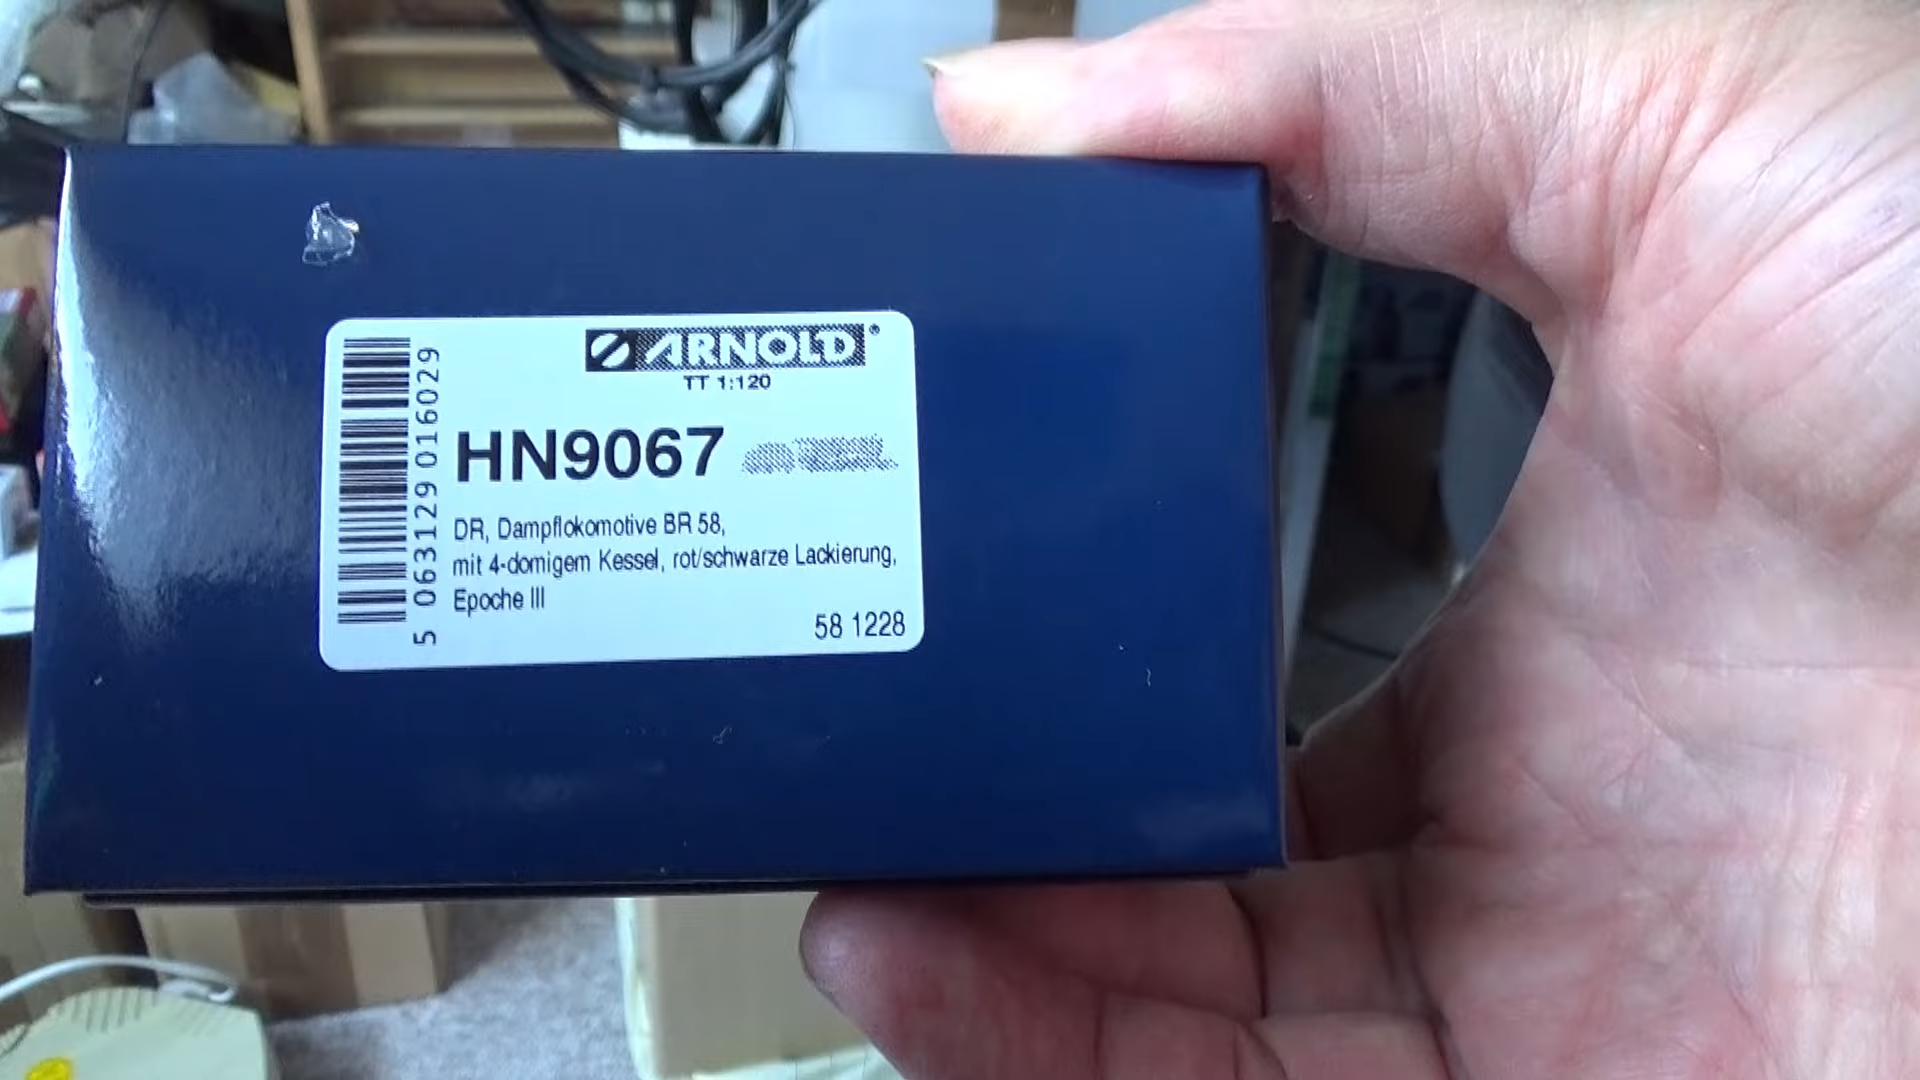 ARNOLD®
TT 1:120
HN9067
DR, Dampflokomotive BR 58,
mit 4-domigem Kessel, rot/schwarze Lackierung,
Epoche III
58 1228
5 063129 016029